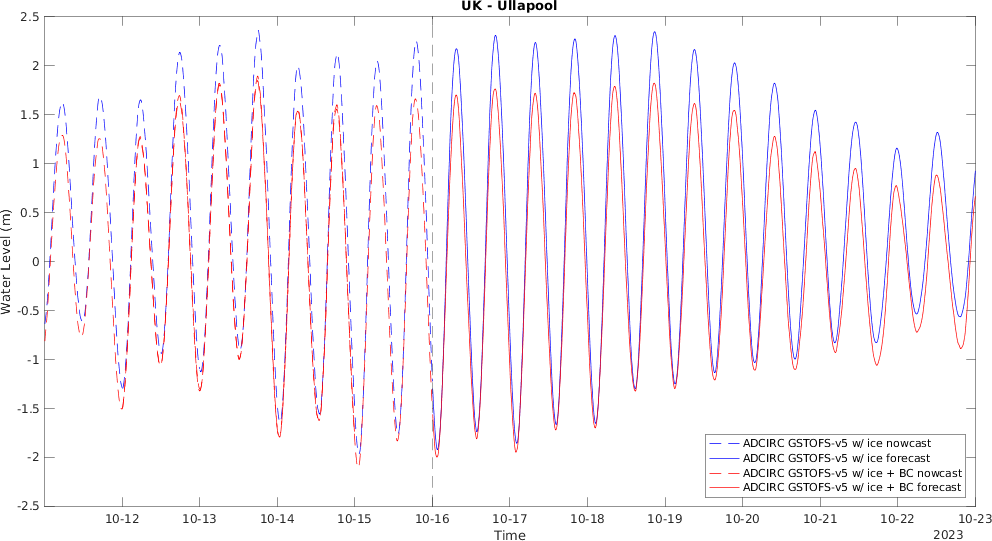 UK - Ullapool
2.5
2
1.5
1
0.5
0
-0.5
-1
-1.5
-2
-2.5
Water Level (m)
10-12 10-13 10-14 10-15 10-16 10-17 10-18 10-19 10-20 10-21 10-22 10-23
Time
2023
ADCIRC GSTOFS-v5 w/ ice nowcast
ADCIRC GSTOFS-v5 w/ ice forecast
ADCIRC GSTOFS-v5 w/ ice + BC nowcast
ADCIRC GSTOFS-v5 w/ ice + BC forecast